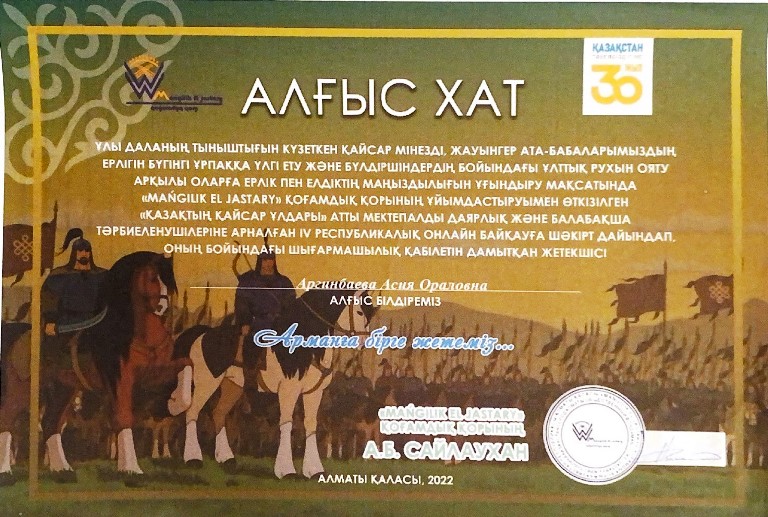 Mańgilik el jastary
ҚАЗАҚСТАН
30
АЛҒЫС ХАТ
ҰЛЫ ДАЛАНЫҢ ТЫНЫШТЫҒЫН КҮЗЕТКЕН ҚАЙСАР МІНЕЗДІ, ЖАУЫНГЕР АТА-БАБАЛАРЫМЫЗДЫҢ
ЕРЛІГІН БҮГІНГІ ҰРПАҚҚА ҮЛГІ ЕТУ ЖӘНЕ БҮЛДІРШІНДЕРДІҢ БОЙЫНДАҒЫ ҰЛТТЫҚ РУХЫН ОЯТУ
АРҚЫЛЫ ОЛАРҒА ЕРЛІК ПЕН ЕЛДІКТІҢ МАҢЫЗДЫЛЫҒЫН ҰҒЫНДЫРУ МАҚСАТЫНДА
«MAŃGILIK EL JASTARY» ҚОҒАМДЫҚ ҚОРЫНЫҢ ҰЙЫМДАСТЫРУЫМЕН ӨТКІЗІЛГЕН
«ҚАЗАҚТЫҢ ҚАЙСАР ҰЛДАРЫ» АТТЫ МЕКТЕПАЛДЫ ДАЯРЛЫҚ ЖӘНЕ БАЛАБАҚША
ТӘРБИЕЛЕНУШІЛЕРІНЕ АРНАЛҒАН IV РЕСПУБЛИКАЛЫҚ ОНЛАЙН БАЙҚАУҒА ШӘКІРТ ДАЙЫНДАП,
ОНЫҢ БОЙЫНДАҒЫ ШЫҒАРМАШЫЛЫҚ ҚАБІЛЕТІН ДАМЫТҚАН ЖЕТЕКШІСІ
Аргинбаева Асия Ораловна
АЛҒЫС БІЛДІРЕМІЗ
Арманға бірге жетеміз...
«MAŃGILIK EL JASTARY»
ҚОҒАМДЫҚ ҚОРЫНЫҢ
А.Б. САЙЛАУХАН
АЛМАТЫ ҚАЛАСЫ, 2022